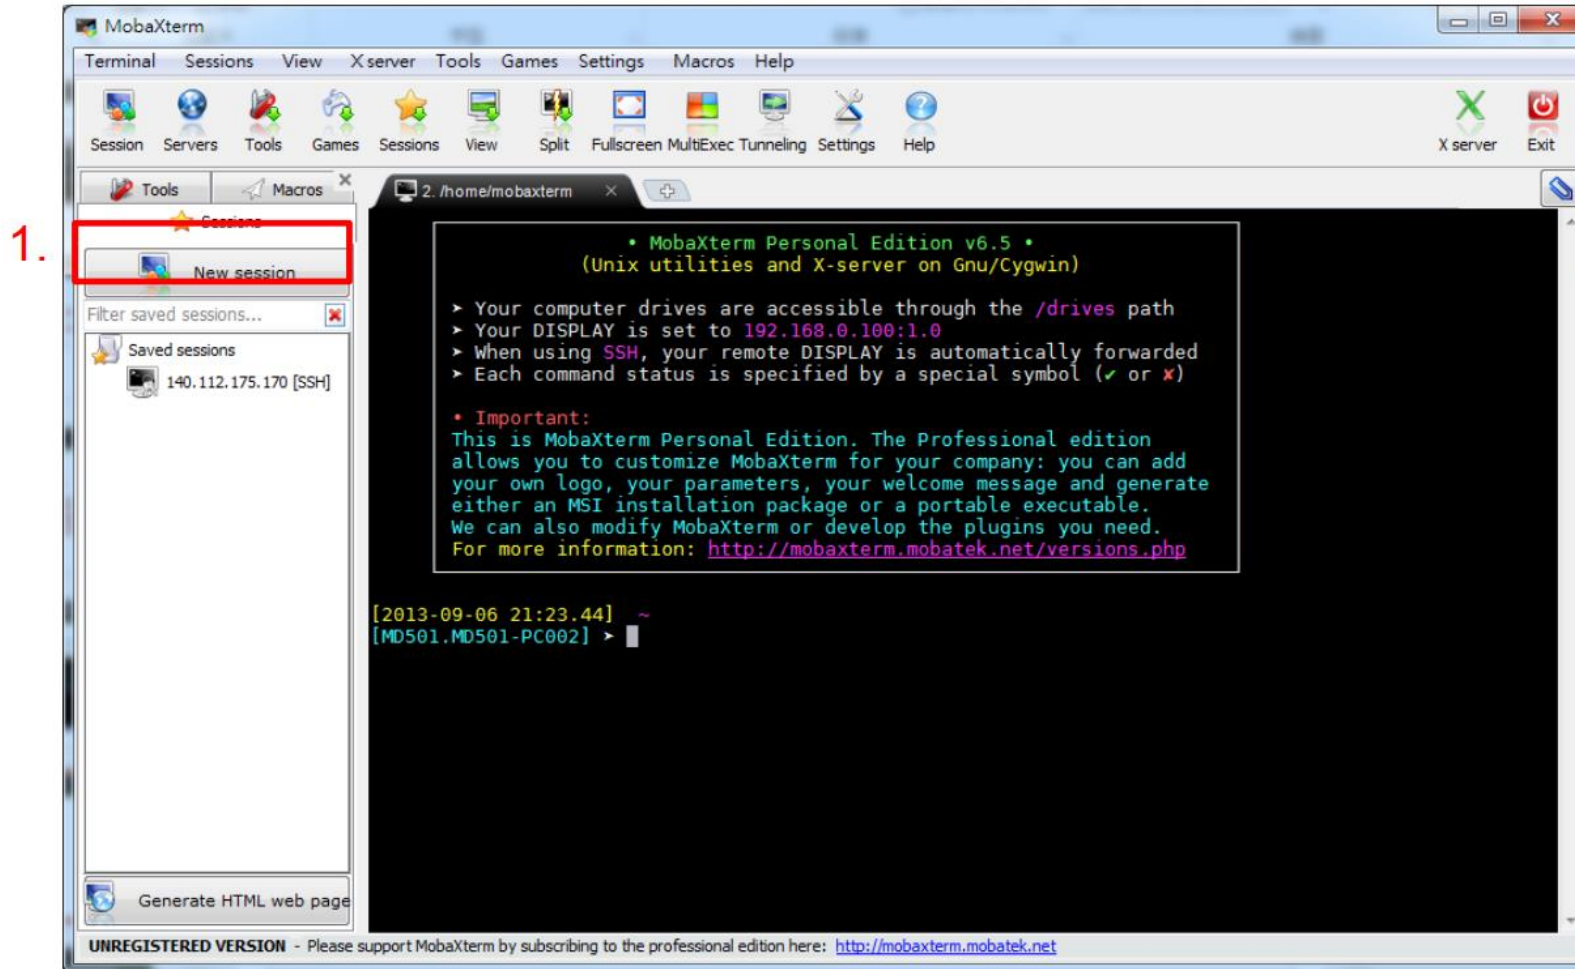 MobaXterm
Terminal Sessions View X server Tools Games Settings Macros Help
Session Servers Tools Games Sessions View Split Fullscreen MultiExec Tunneling Settings Help X server Exit
Tools Macros
2. /home/mobaxterm
Sessions
1.
New session
Filter saved sessions...
Saved sessions
140.112.175.170 [SSH]
• MobaXterm Personal Edition v6.5 •
(Unix utilities and X-server on Gnu/Cygwin)
➤ Your computer drives are accessible through the /drives path
➤ Your DISPLAY is set to 192.168.0.100:1.0
➤ When using SSH, your remote DISPLAY is automatically forwarded
➤ Each command status is specified by a special symbol (✔ or ✘)
• Important:
This is MobaXterm Personal Edition. The Professional edition
allows you to customize MobaXterm for your company: you can add
your own logo, your parameters, your welcome message and generate
either an MSI installation package or a portable executable.
We can also modify MobaXterm or develop the plugins you need.
For more information: http://mobaxterm.mobatek.net/versions.php
[2013-09-06 21:23.44] ~
[MD501.MD501-PC002] ➤
Generate HTML web page
UNREGISTERED VERSION - Please support MobaXterm by subscribing to the professional edition here: http://mobaxterm.mobatek.net